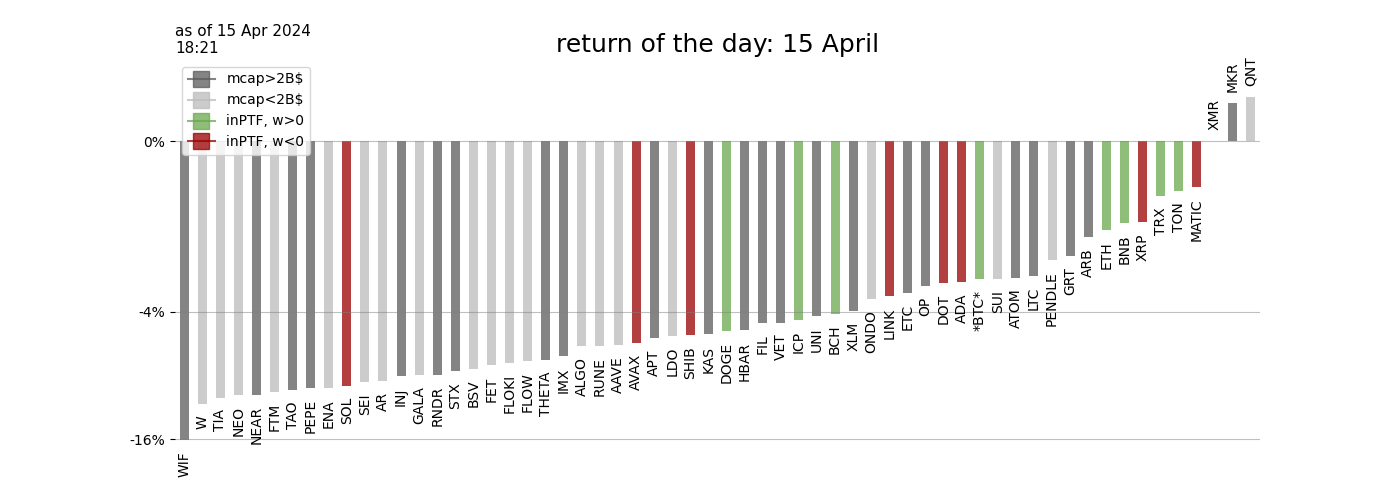 as of 15 Apr 2024
18:21
return of the day: 15 April
mcap>2B$
mcap<2B$
inPTF, w>0
inPTF, w<0
0%
-4%
-16%
WIF
W
TIA
NEO
NEAR
FTM
TAO
PEPE
ENA
SOL
SEI
AR
INJ
GALA
RNDR
STX
BSV
FET
FLOKI
FLOW
THETA
IMX
ALGO
RUNE
AAVE
AVAX
APT
LDO
SHIB
KAS
DOGE
HBAR
FIL
VET
ICP
UNI
BCH
XLM
ONDO
LINK
ETC
OP
DOT
ADA
*BTC*
SUI
ATOM
LTC
PENDLE
GRT
ARB
ETH
BNB
XRP
TRX
TON
MATIC
XMR
MKR
QNT